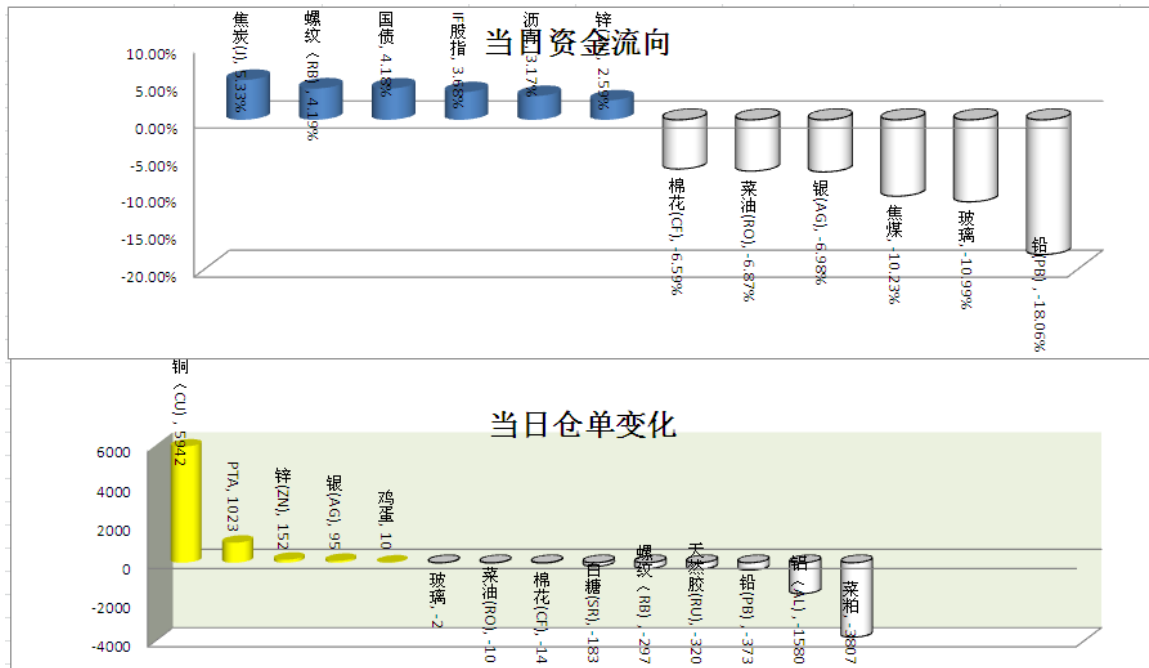 当日资金流向
10.00%
5.00%
0.00%
-5.00%
-10.00%
-15.00%
-20.00%
焦炭(J), 5.33%
螺纹〈RB〉, 4.19%
国债, 4.18%
IF股指, 3.68%
3.17%
2.59%
棉花(CF), -6.59%
菜油(RO), -6.87%
银(AG), -6.98%
焦煤, -10.23%
玻璃, -10.99%
铅(PB), -18.06%
当日仓单变化
6000
4000
2000
0
-2000
-4000
铜〈CU〉, 5942
PTA, 1023
锌(ZN), 152
银(AG), 95
鸡蛋, 10
玻璃, -2
菜油(RO), -10
棉花(CF), -14
白糖(SR), -183
螺纹〈RB〉, -297
天然胶(RU), -320
铅(PB), -373
铝〈AL〉, -1580
菜粕, -3807